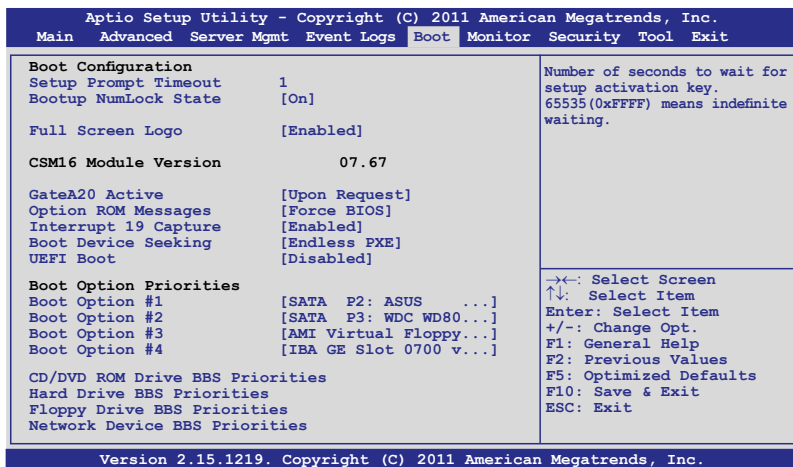 Aptio Setup Utility - Copyright (C) 2011 American Megatrends, Inc.
Main Advanced Server Mgmt Event Logs Boot Monitor Security Tool Exit
Boot Configuration
Setup Prompt Timeout 1
Bootup NumLock State [On]
Full Screen Logo [Enabled]
CSM16 Module Version 07.67
GateA20 Active [Upon Request]
Option ROM Messages [Force BIOS]
Interrupt 19 Capture [Enabled]
Boot Device Seeking [Endless PXE]
UEFI Boot [Disabled]
Boot Option Priorities
Boot Option #1 [SATA P2: ASUS ...]
Boot Option #2 [SATA P3: WDC WD80...]
Boot Option #3 [AMI Virtual Floppy...]
Boot Option #4 [IBA GE Slot 0700 v...]
CD/DVD ROM Drive BBS Priorities
Hard Drive BBS Priorities
Floppy Drive BBS Priorities
Network Device BBS Priorities
Number of seconds to wait for
setup activation key.
65535(0xFFFF) means indefinite
waiting.
→←: Select Screen
↑↓: Select Item
Enter: Select Item
+/-: Change Opt.
F1: General Help
F2: Previous Values
F5: Optimized Defaults
F10: Save & Exit
ESC: Exit
Version 2.15.1219. Copyright (C) 2011 American Megatrends, Inc.